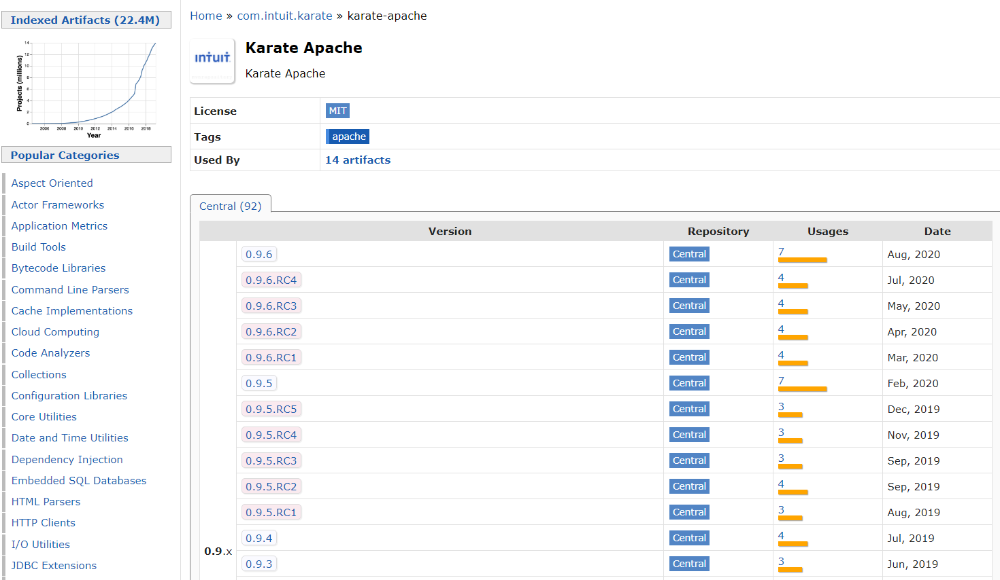 Indexed Artifacts (22.4M)
Projects (millions)
14
12
10
8
6
4
2
0
2006 2008 2010 2012 2014 2016 2018
Year
Popular Categories
Aspect Oriented
Actor Frameworks
Application Metrics
Build Tools
Bytecode Libraries
Command Line Parsers
Cache Implementations
Cloud Computing
Code Analyzers
Collections
Configuration Libraries
Core Utilities
Date and Time Utilities
Dependency Injection
Embedded SQL Databases
HTML Parsers
HTTP Clients
I/O Utilities
JDBC Extensions
Home » com.intuit.karate » karate-apache
intuit
Karate Apache
Karate Apache
License MIT
Tags apache
Used By 14 artifacts
Central (92)
Version Repository Usages Date
0.9.6 Central 7 Aug, 2020
0.9.6.RC4 Central 4 Jul, 2020
0.9.6.RC3 Central 4 May, 2020
0.9.6.RC2 Central 4 Apr, 2020
0.9.6.RC1 Central 4 Mar, 2020
0.9.5 Central 7 Feb, 2020
0.9.5.RC5 Central 3 Dec, 2019
0.9.5.RC4 Central 3 Nov, 2019
0.9.5.RC3 Central 3 Sep, 2019
0.9.5.RC2 Central 4 Sep, 2019
0.9.5.RC1 Central 3 Aug, 2019
0.9.4 Central 4 Jul, 2019
0.9.x
0.9.3 Central 3 Jun, 2019